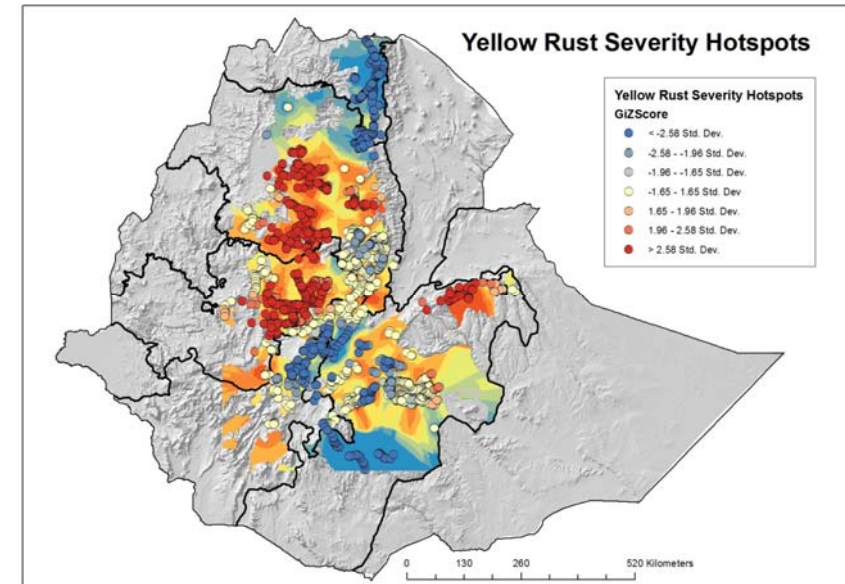 Yellow Rust Severity Hotspots
Yellow Rust Severity Hotspots
GiZScore
< -2.58 Std. Dev.
-2.58 - -1.96 Std. Dev.
-1.96 - -1.65 Std. Dev.
-1.65 - 1.65 Std. Dev
1.65 - 1.96 Std. Dev.
1.96 - 2.58 Std. Dev.
> 2.58 Std. Dev.
0 130 260 520 Kilometers